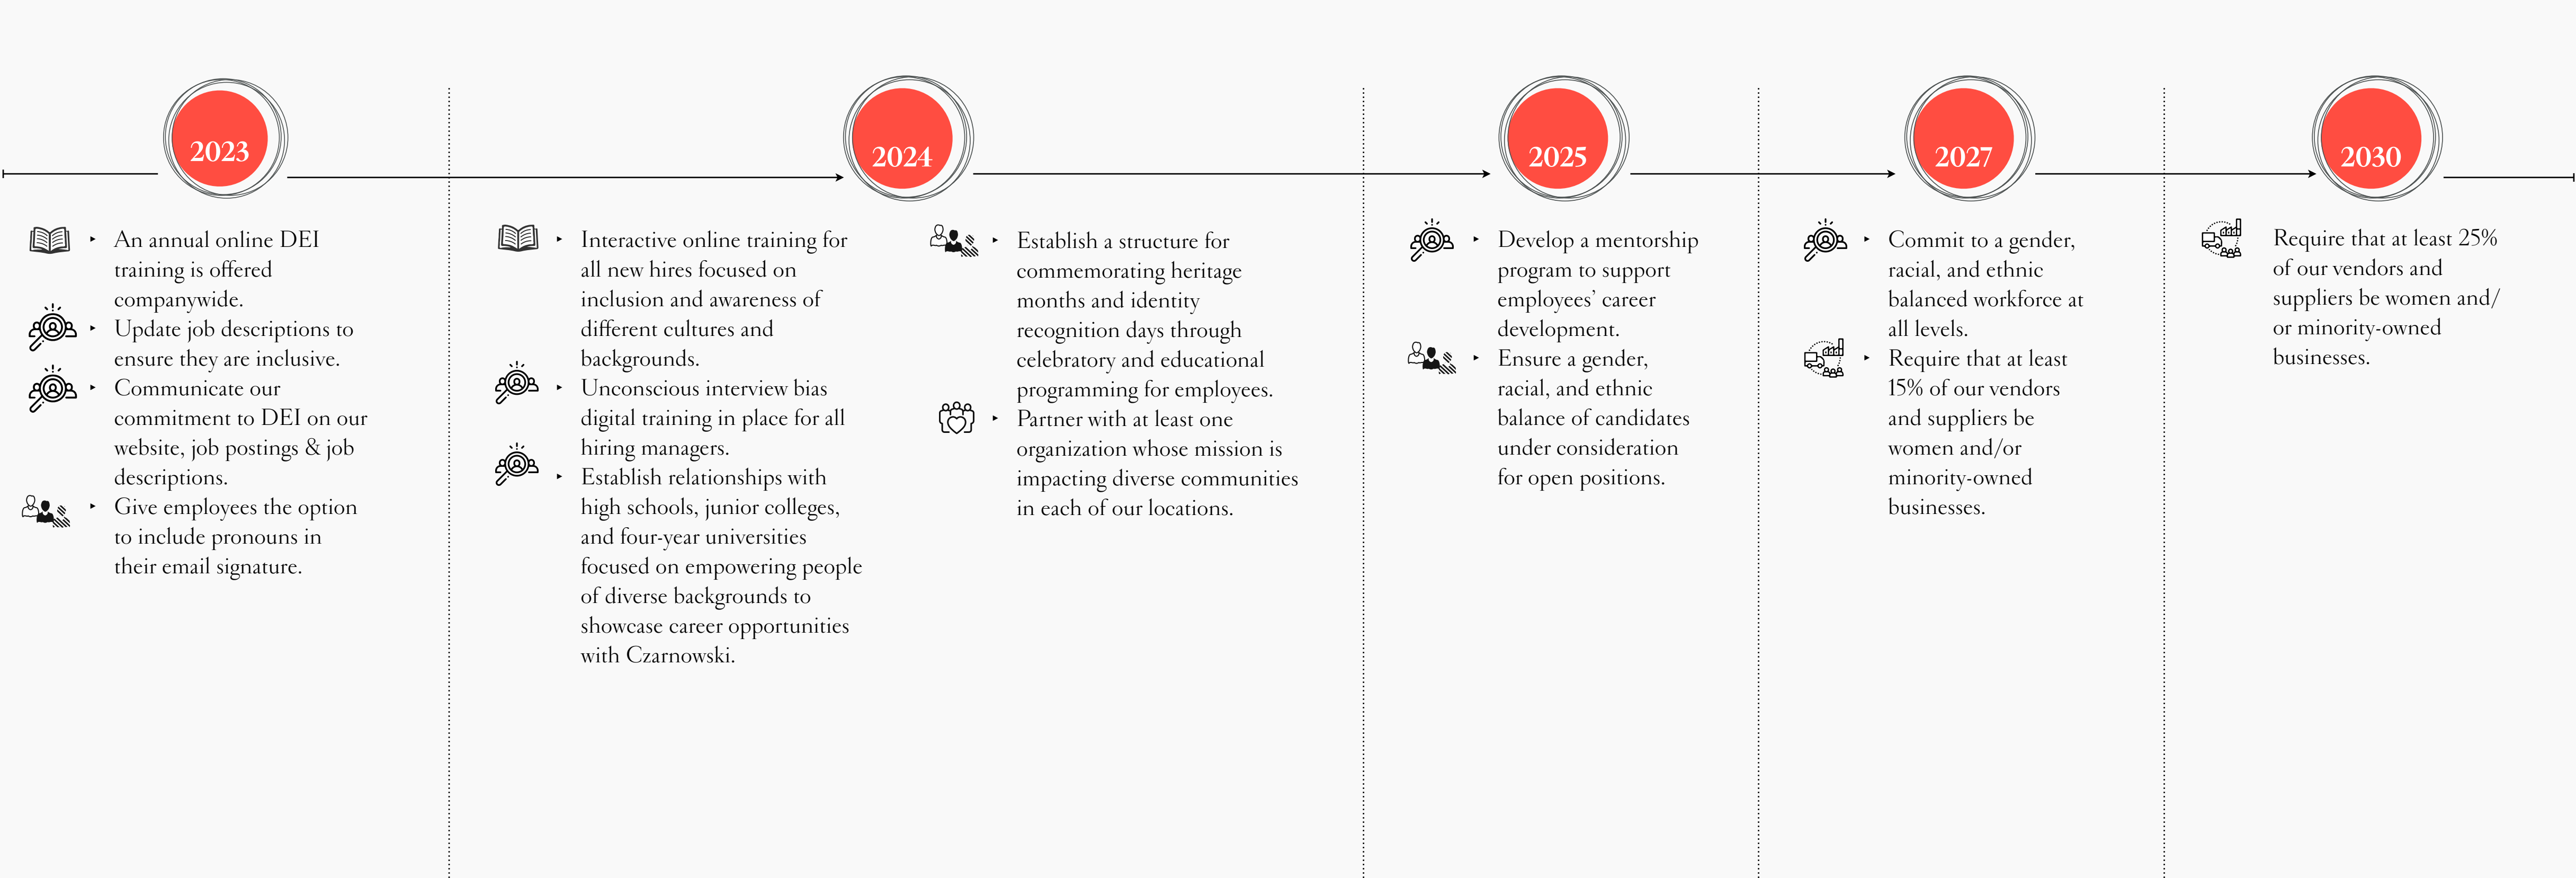 2023
An annual online DEI
training is offered
companywide.
Update job descriptions to
ensure they are inclusive.
Communicate our
commitment to DEI on our
website, job postings & job
descriptions.
Give employees the option
to include pronouns in
their email signature.
2024
Interactive online training for
all new hires focused on
inclusion and awareness of
different cultures and
backgrounds.
Unconscious interview bias
digital training in place for all
hiring managers.
Establish relationships with
high schools, junior colleges,
and four-year universities
focused on empowering people
of diverse backgrounds to
showcase career opportunities
with Czarnowski.
Establish a structure for
commemorating heritage
months and identity
recognition days through
celebratory and educational
programming for employees.
Partner with at least one
organization whose mission is
impacting diverse communities
in each of our locations.
2025
Develop a mentorship
program to support
employees’ career
development.
Ensure a gender,
racial, and ethnic
balance of candidates
under consideration
for open positions.
2027
Commit to a gender,
racial, and ethnic
balanced workforce at
all levels.
Require that at least
15% of our vendors
and suppliers be
women and/or
minority-owned
businesses.
2030
Require that at least 25%
of our vendors and
suppliers be women and/
or minority-owned
businesses.